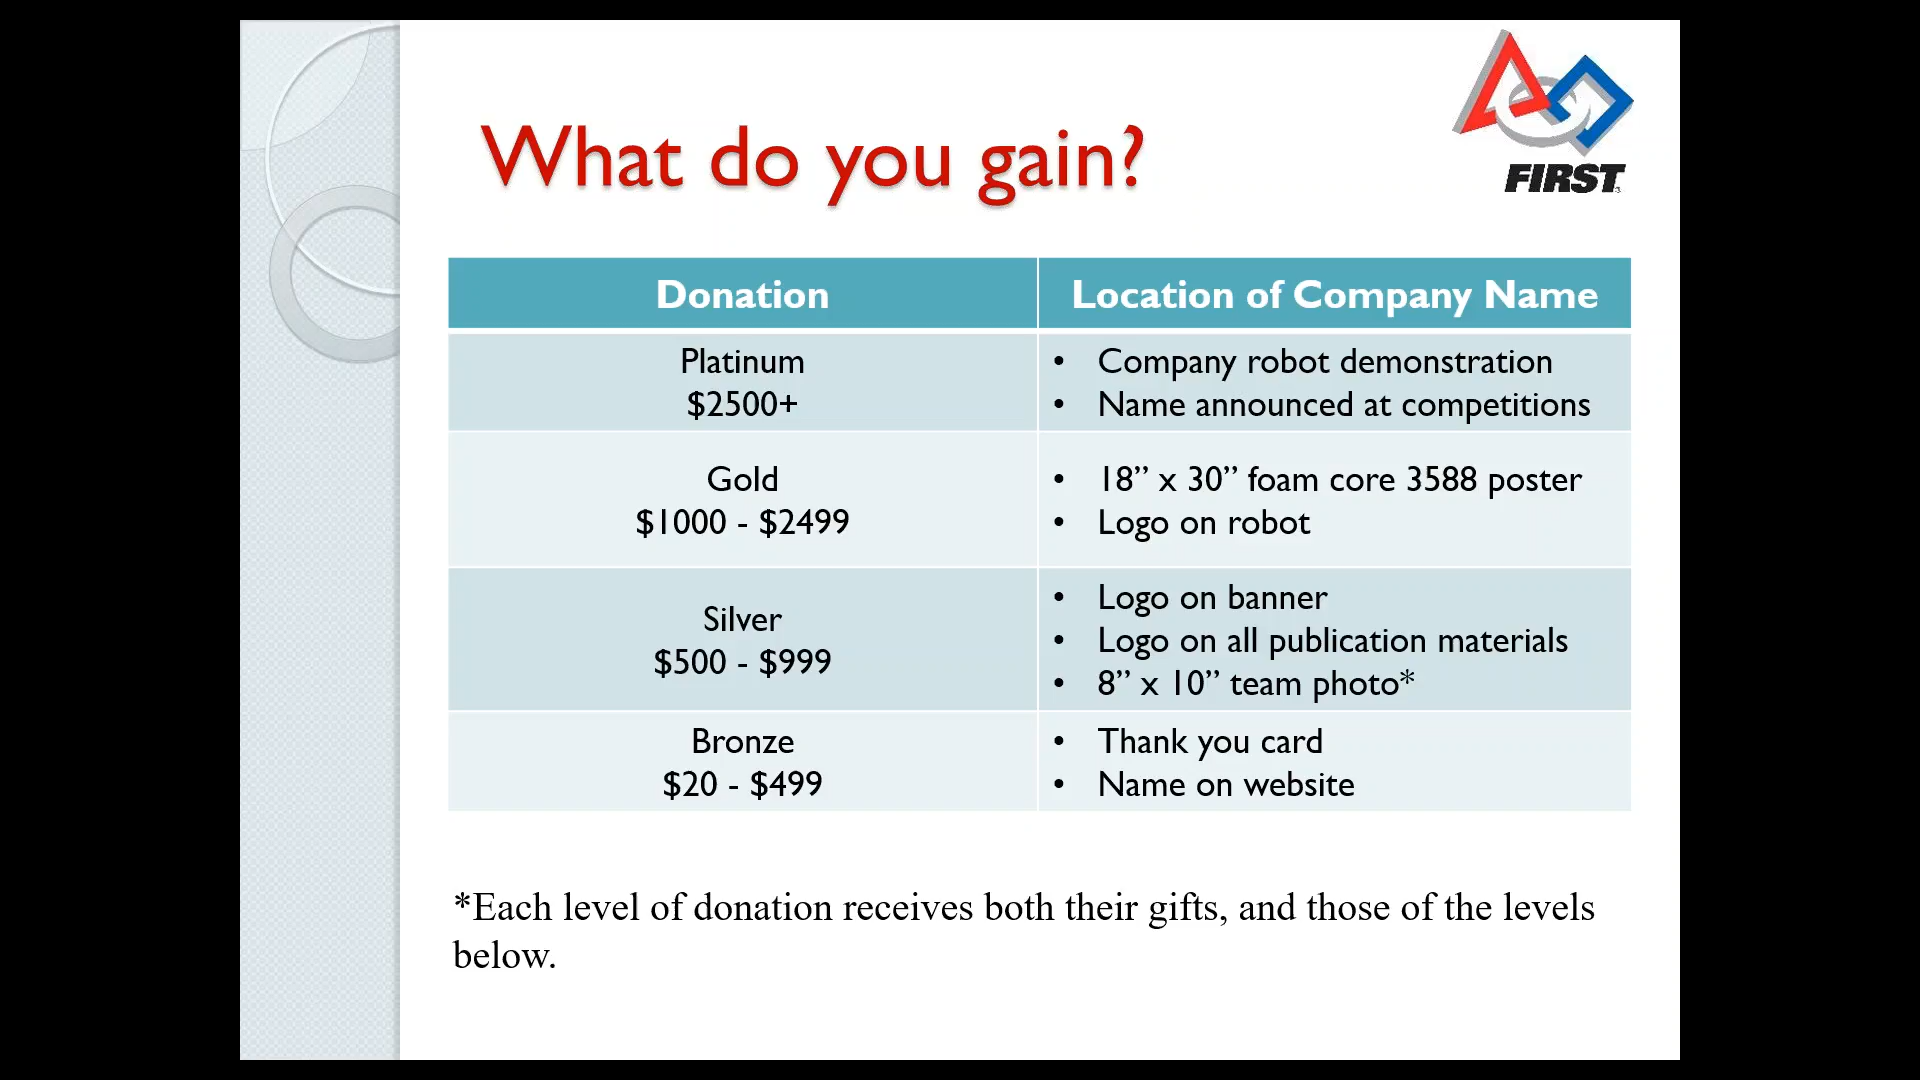 FIRST
What do you gain?
Donation
Location of Company Name
Platinum
$2500+
• Company robot demonstration
• Name announced at competitions
Gold
$1000 - $2499
• 18” x 30” foam core 3588 poster
• Logo on robot
Silver
$500 - $999
• Logo on banner
• Logo on all publication materials
• 8” x 10” team photo*
Bronze
$20 - $499
• Thank you card
• Name on website
*Each level of donation receives both their gifts, and those of the levels
below.